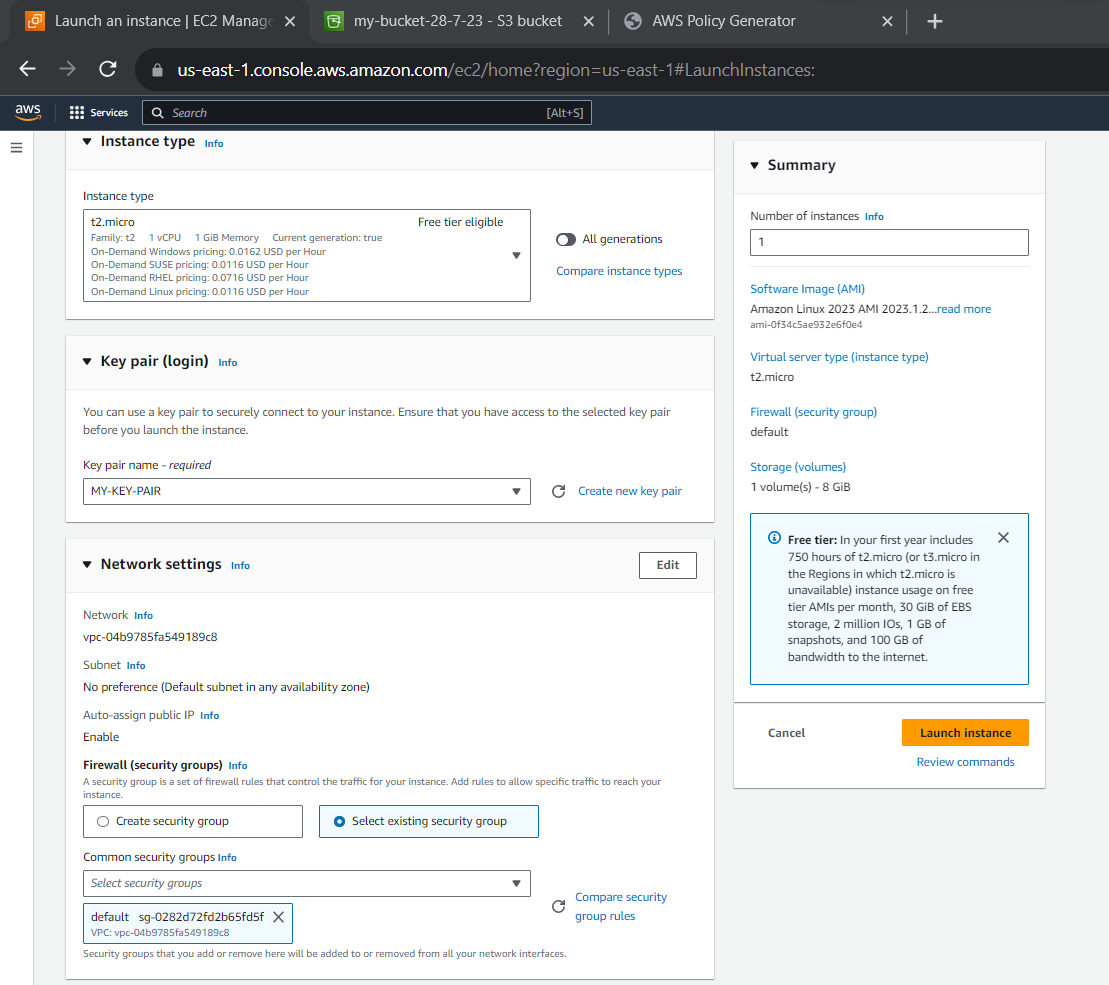 Launch an instance | EC2 Manage
my-bucket-28-7-23 - S3 bucket
AWS Policy Generator
us-east-1.console.aws.amazon.com/ec2/home?region=us-east-1#LaunchInstances:
aws
Services
Search
[Alt+S]
Instance type Info
Instance type
t2.micro
Free tier eligible
Family: t2 1 vCPU 1 GiB Memory Current generation: true
On-Demand Windows pricing: 0.0162 USD per Hour
On-Demand SUSE pricing: 0.0116 USD per Hour
On-Demand RHEL pricing: 0.0716 USD per Hour
On-Demand Linux pricing: 0.0116 USD per Hour
All generations
Compare instance types
Key pair (login) Info
You can use a key pair to securely connect to your instance. Ensure that you have access to the selected key pair
before you launch the instance.
Key pair name - required
MY-KEY-PAIR
Create new key pair
Network settings Info
Edit
Network Info
vpc-04b9785fa549189c8
Subnet Info
No preference (Default subnet in any availability zone)
Auto-assign public IP Info
Enable
Firewall (security groups) Info
A security group is a set of firewall rules that control the traffic for your instance. Add rules to allow specific traffic to reach your
instance.
Create security group
Select existing security group
Common security groups Info
Select security groups
default sg-0282d72fd2b65fd5f
VPC: vpc-04b9785fa549189c8
Compare security
group rules
Security groups that you add or remove here will be added to or removed from all your network interfaces.
Summary
Number of instances Info
1
Software Image (AMI)
Amazon Linux 2023 AMI 2023.1.2...read more
ami-0f34c5ae932e6f0e4
Virtual server type (instance type)
t2.micro
Firewall (security group)
default
Storage (volumes)
1 volume(s) - 8 GiB
Free tier: In your first year includes
750 hours of t2.micro (or t3.micro in
the Regions in which t2.micro is
unavailable) instance usage on free
tier AMIs per month, 30 GiB of EBS
storage, 2 million IOs, 1 GB of
snapshots, and 100 GB of
bandwidth to the internet.
Cancel
Launch instance
Review commands